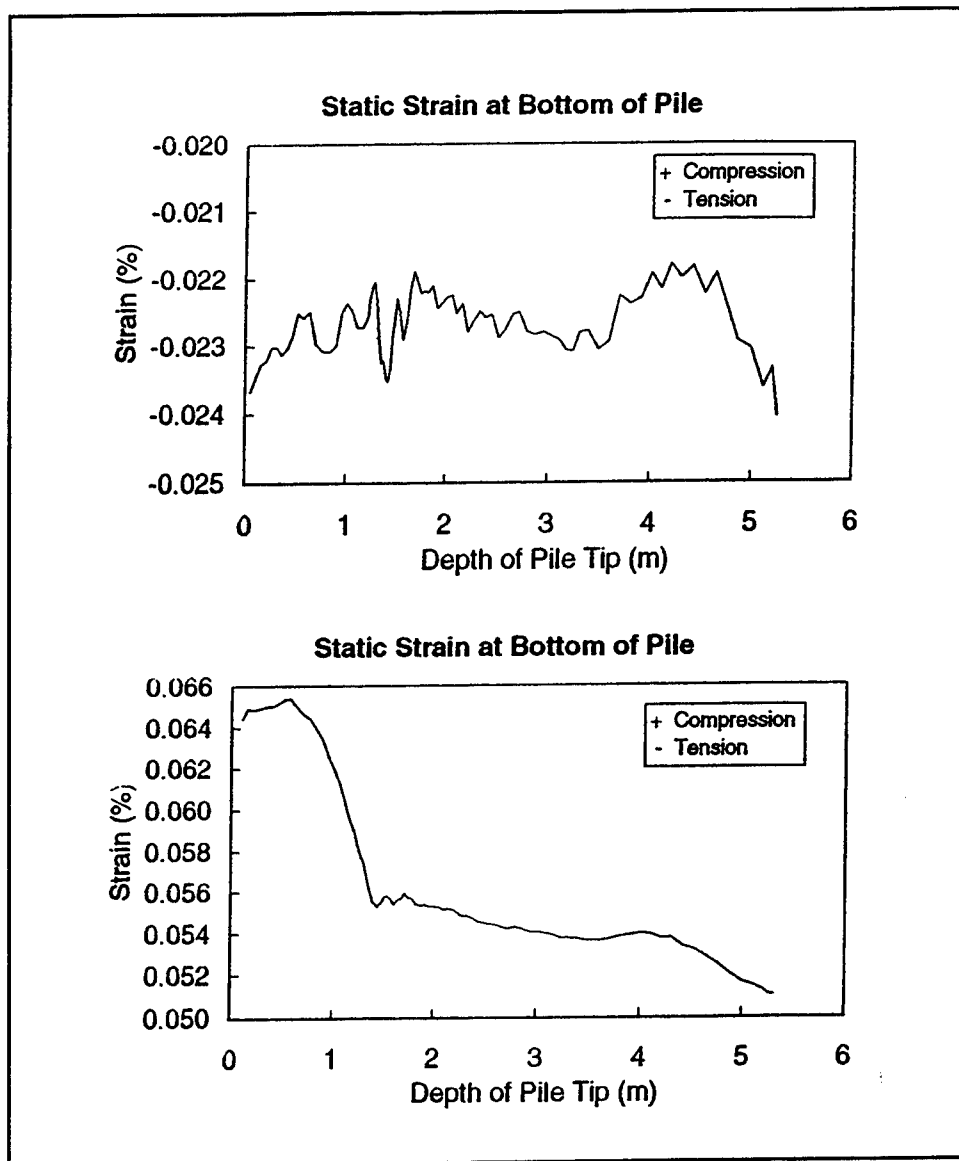 Static Strain at Bottom of Pile
-0.020
-0.021
-0.022
-0.023
-0.024
-0.025
Strain (%)
+ Compression
- Tension
0 1 2 3 4 5 6
Depth of Pile Tip (m)
Static Strain at Bottom of Pile
0.066
0.064
0.062
0.060
0.058
0.056
0.054
0.052
0.050
Strain (%)
+ Compression
- Tension
0 1 2 3 4 5 6
Depth of Pile Tip (m)